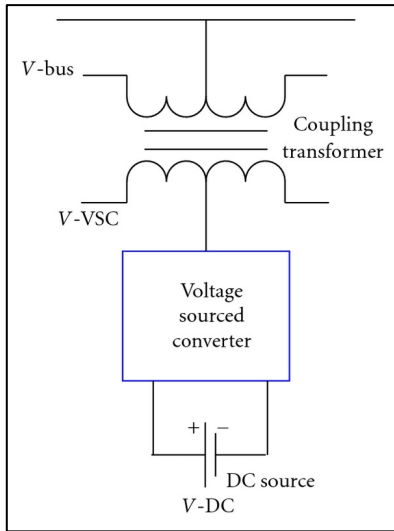 V-bus
Coupling
transformer
V-VSC
Voltage
sourced
converter
+ −
DC source
V-DC